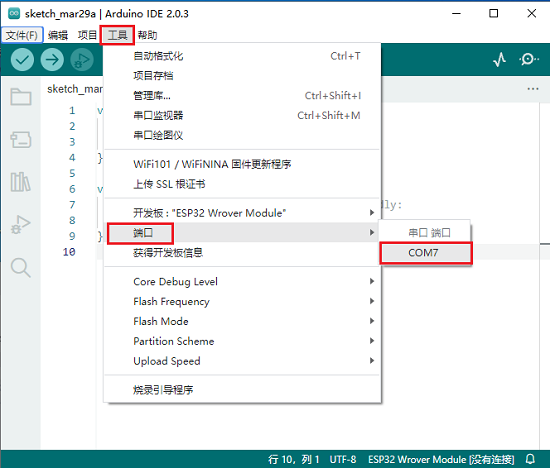 sketch_mar29a | Arduino IDE 2.0.3
文件(F) 编辑 项目 工具 帮助
自动格式化 Ctrl+T
项目存档
管理库... Ctrl+Shift+I
串口监视器 Ctrl+Shift+M
串口绘图仪
WiFi101 / WiFiNINA 固件更新程序
上传 SSL 根证书
开发板 : "ESP32 Wrover Module"
端口
获得开发板信息
Core Debug Level
Flash Frequency
Flash Mode
Partition Scheme
Upload Speed
烧录引导程序
串口 端口
COM7
sketch_mar
...
1 v
2
3
4 }
5
6 v
7 dly:
8
9 }
10
行 10，列 1 UTF-8 ESP32 Wrover Module [没有连接]